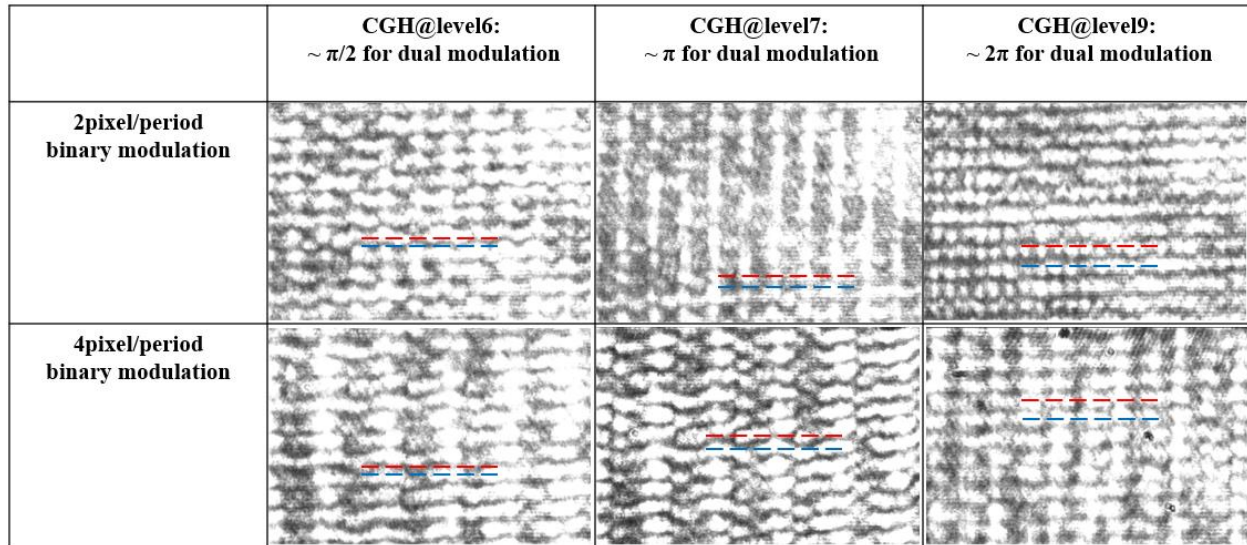 CGH@level6:
~ π/2 for dual modulation
CGH@level7:
~ π for dual modulation
CGH@level9:
~ 2π for dual modulation
2pixel/period
binary modulation
4pixel/period
binary modulation